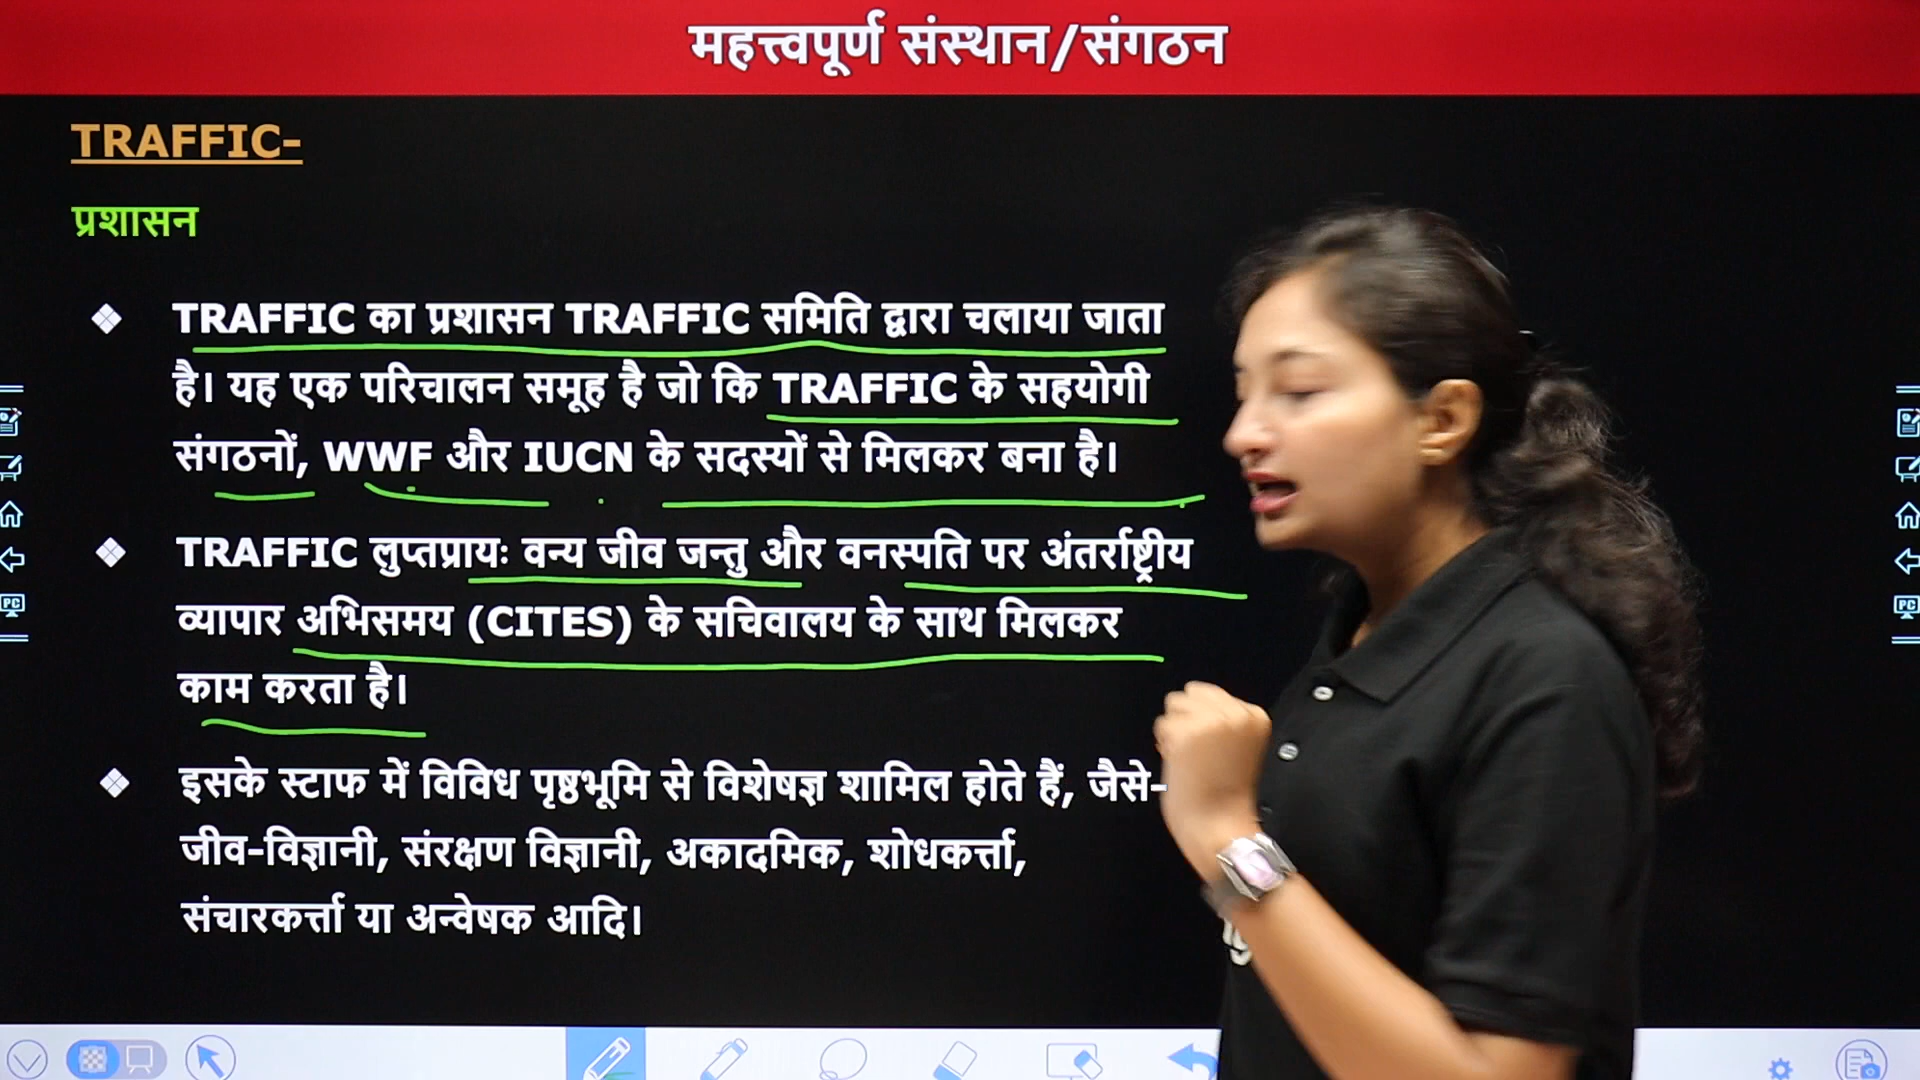 महत्त्वपूर्ण संस्थान/संगठन
TRAFFIC-
प्रशासन
TRAFFIC का प्रशासन TRAFFIC समिति द्वारा चलाया जाता
है। यह एक परिचालन समूह है जो कि TRAFFIC के सहयोगी
संगठनों, WWF और IUCN के सदस्यों से मिलकर बना है।
TRAFFIC लुप्तप्रायः वन्य जीव जन्तु और वनस्पति पर अंतर्राष्ट्रीय
व्यापार अभिसमय (CITES) के सचिवालय के साथ मिलकर
काम करता है।
इसके स्टाफ में विविध पृष्ठभूमि से विशेषज्ञ शामिल होते हैं, जैसे-
जीव-विज्ञानी, संरक्षण विज्ञानी, अकादमिक, शोधकर्त्ता,
संचारकर्त्ता या अन्वेषक आदि।
PC
PC